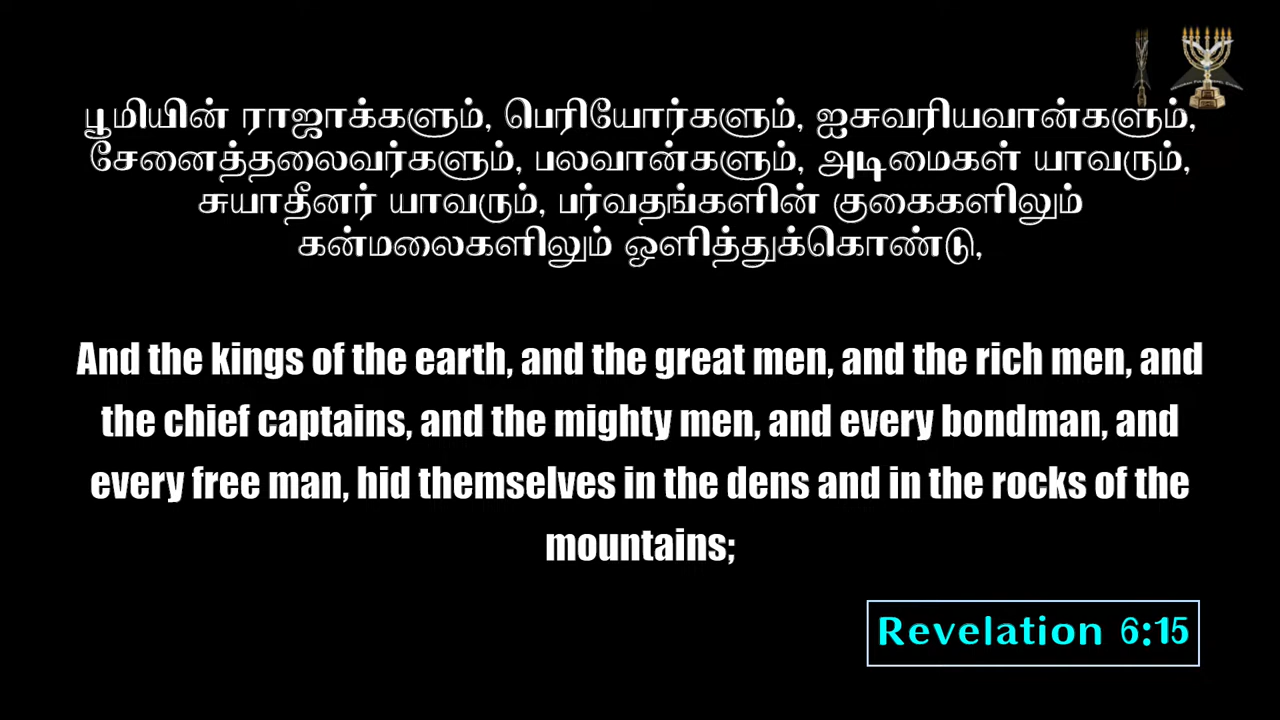 பூமியின் ராஜாக்களும், பெரியோர்களும், ஐசுவரியவான்களும்,
சேனைத்தலைவர்களும், பலவான்களும், அடிமைகள் யாவரும்,
சுயாதீனர் யாவரும், பர்வதங்களின் குகைகளிலும்
கன்மலைகளிலும் ஒளித்துக்கொண்டு,
And the kings of the earth, and the great men, and the rich men, and
the chief captains, and the mighty men, and every bondman, and
every free man, hid themselves in the dens and in the rocks of the
mountains;
Revelation 6:15